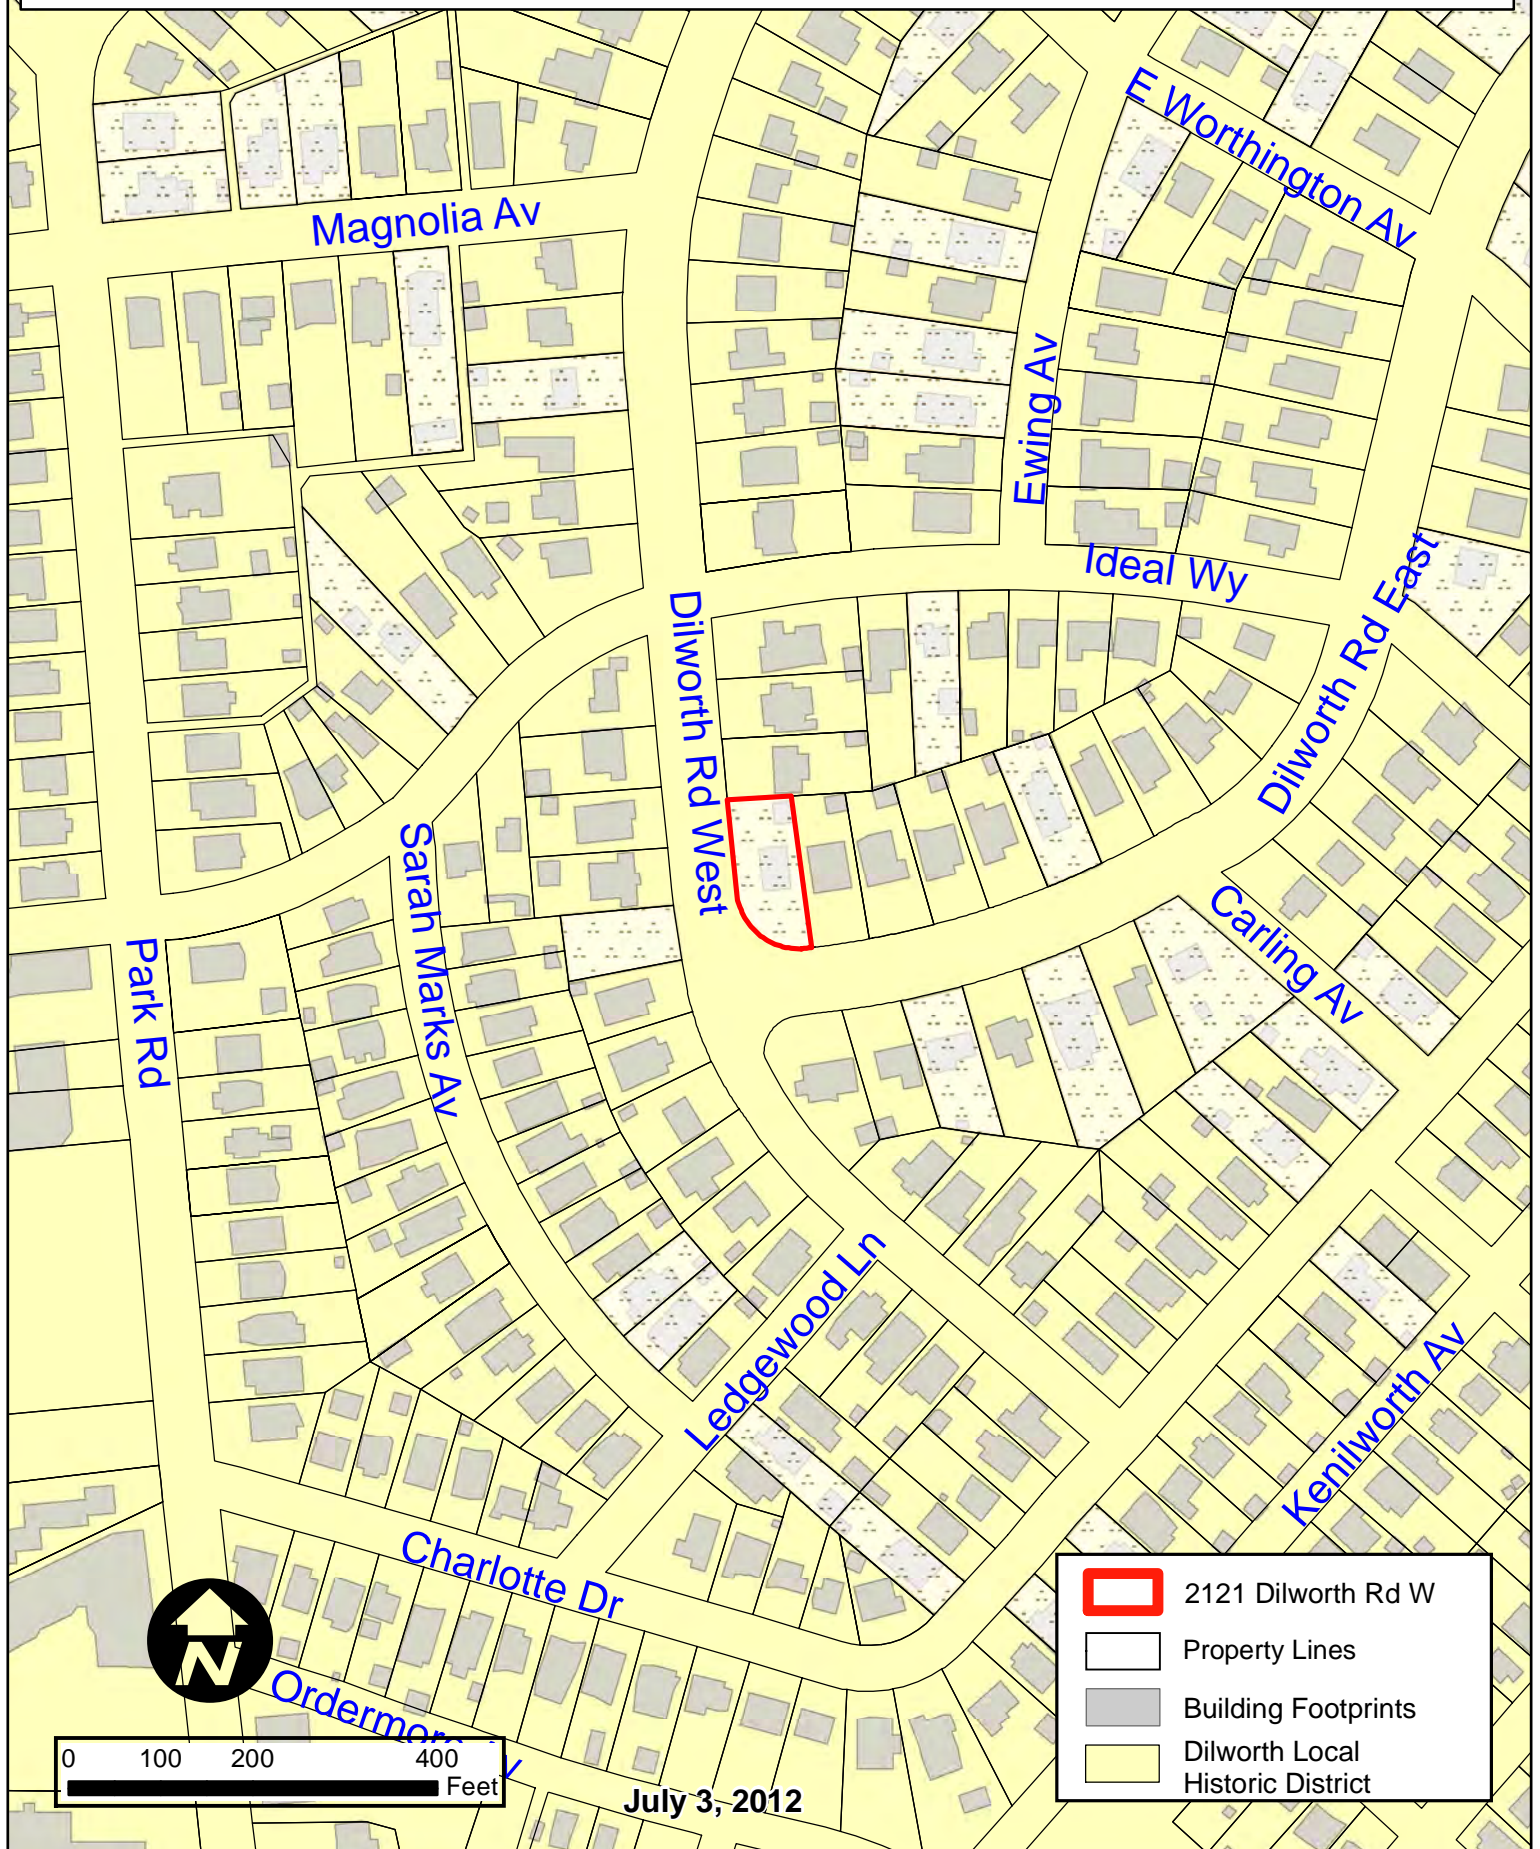 E Worthington Av
Magnolia Av
Ewing Av
Ideal Wy
Dilworth Rd East
Dilworth Rd West
Sarah Marks Av
Carling Av
Park Rd
Ledgewood Ln
Kenilworth Av
Charlotte Dr
2121 Dilworth Rd W
Property Lines
Building Footprints
Dilworth Local
Historic District
N
0 100 200 400
Feet
July 3, 2012